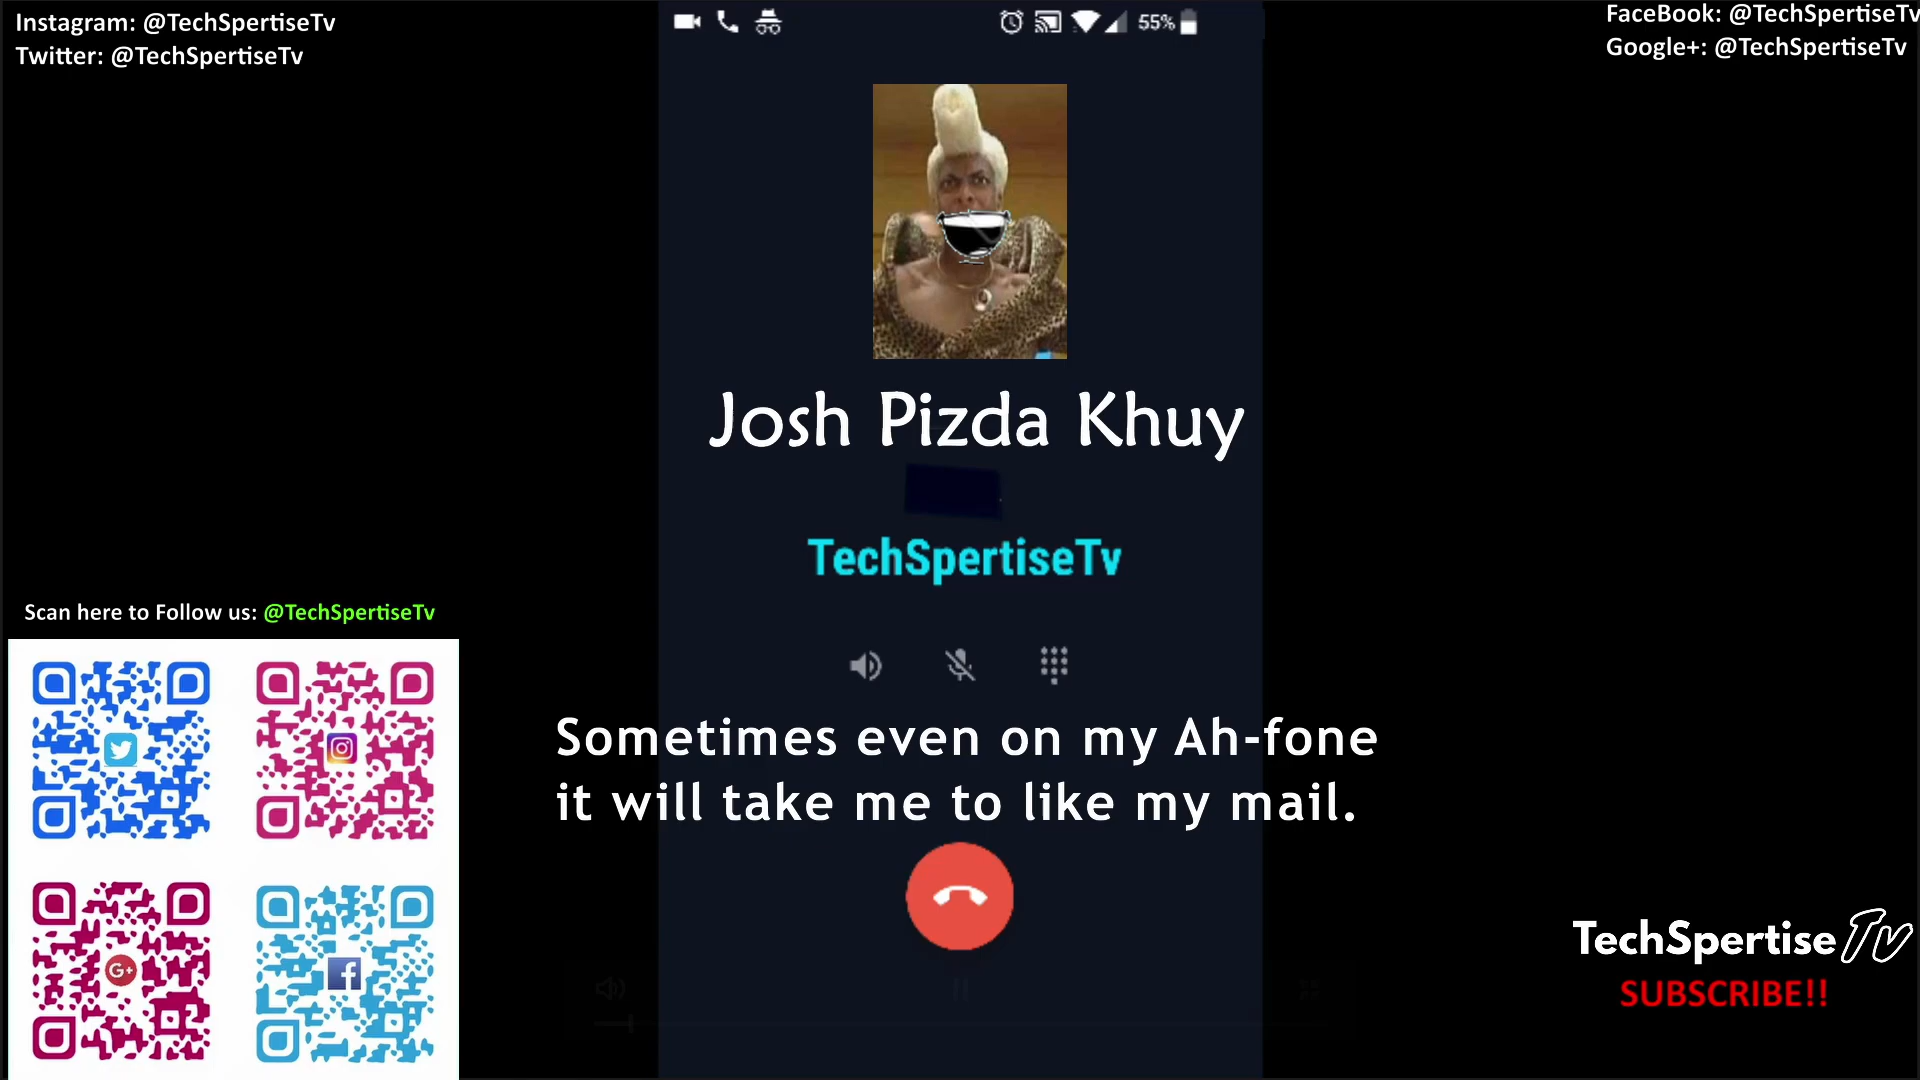 Instagram: @TechSpertiseTv
Twitter: @TechSpertiseTv
55%
FaceBook: @TechSpertiseTv
Google+: @TechSpertiseTv
Josh Pizda Khuy
TechSpertiseTv
Scan here to Follow us: @TechSpertiseTv
G+
f
Sometimes even on my Ah-fone
it will take me to like my mail.
TechSpertise Tv
SUBSCRIBE!!